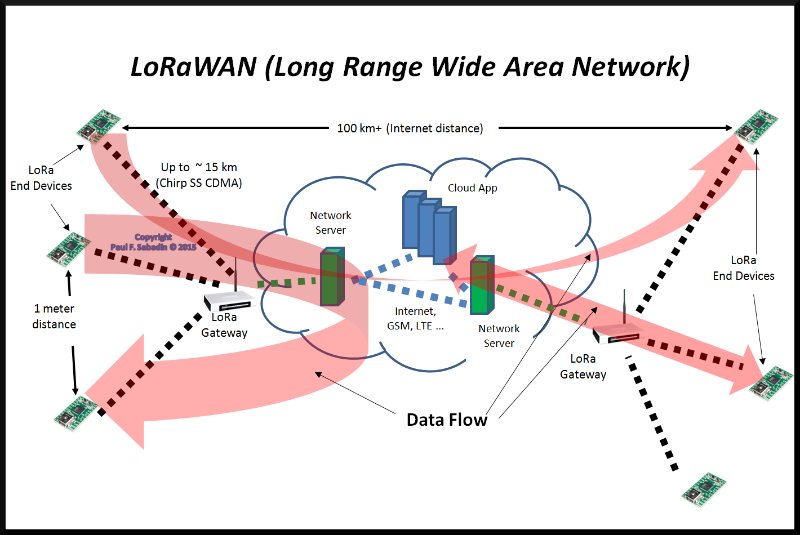 LoRaWAN (Long Range Wide Area Network)
100 km+ (Internet distance)
LoRa
End Devices
Up to ~ 15 km
(Chirp SS CDMA)
Cloud App
Network
Server
Copyright
Paul F. Sabadin © 2015
LoRa
End Devices
1 meter
distance
LoRa
Gateway
Internet,
GSM, LTE ...
Network
Server
LoRa
Gateway
Data Flow